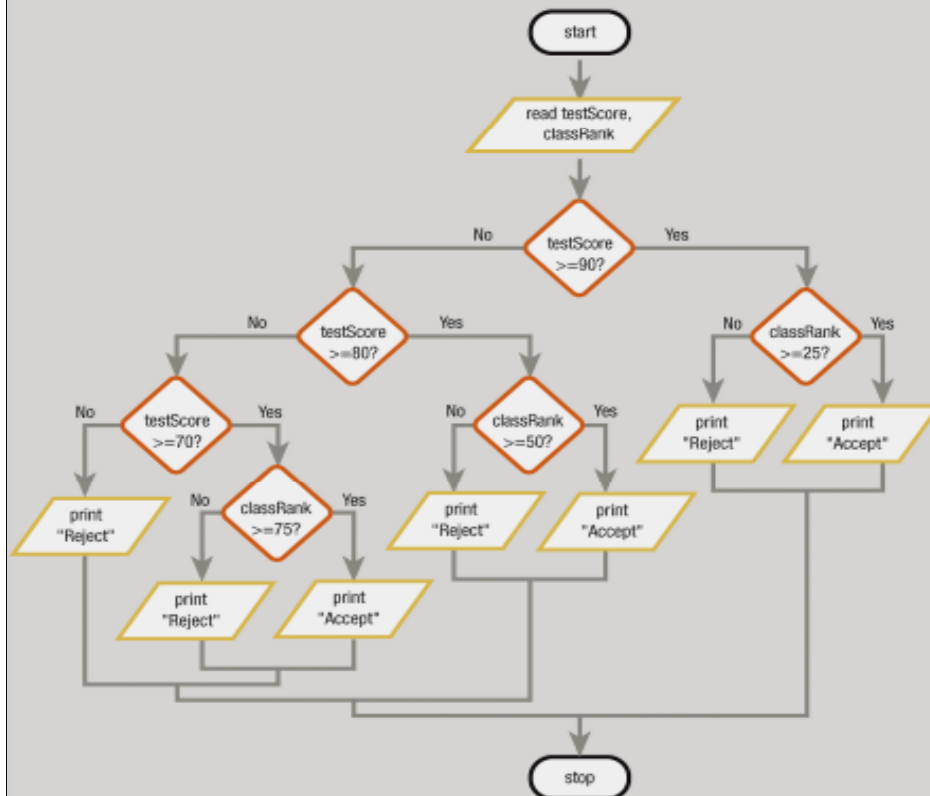 start
read testScore,
classRank
No
testScore
>=90?
Yes
No
testScore
>=80?
Yes
No
classRank
>=25?
Yes
No
testScore
>=70?
Yes
No
classRank
>=50?
Yes
print
"Reject"
print
"Accept"
print
"Reject"
No
classRank
>=75?
Yes
print
"Reject"
print
"Accept"
print
"Reject"
print
"Accept"
stop